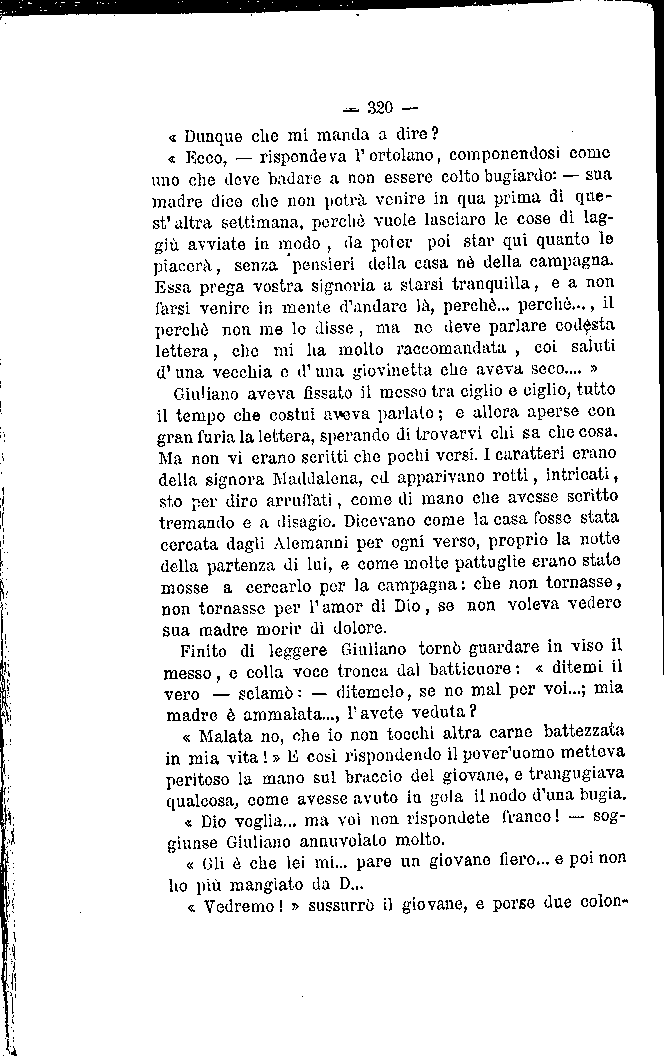 — 320 —
« Dunque che mi manda a dire?
« Ecco, — rispondeva l'ortolano, componendosi come
uno che deve badare a non essere colto bugiardo: — sua
madre dice che non potrà venire in qua prima di que-
st'altra settimana, perchè vuole lasciare le cose di lag-
giù avviate in modo, da poter poi star qui quanto le
piacerà, senza pensieri della casa nè della campagna.
Essa prega vostra signoria a starsi tranquilla, e a non
farsi venire in mente d'andare là, perchè... perchè..., il
perchè non me lo disse, ma ne deve parlare codesta
lettera, che mi ha molto raccomandata, coi saluti
d'una vecchia e d'una giovinetta che aveva seco.... »
Giuliano aveva fissato il messo tra ciglio e ciglio, tutto
il tempo che costui aveva parlato; e allora aperse con
gran furia la lettera, sperando di trovarvi chi sa che cosa.
Ma non vi erano scritti che pochi versi. I caratteri erano
della signora Maddalena, ed apparivano rotti, intricati,
sto per dire arruffati, come di mano che avesse scritto
tremando e a disagio. Dicevano come la casa fosse stata
cercata dagli Alemanni per ogni verso, proprio la notte
della partenza di lui, e come molte pattuglie erano state
mosse a cercarlo per la campagna: che non tornasse,
non tornasse per l'amor di Dio, se non voleva vedere
sua madre morir di dolore.
Finito di leggere Giuliano tornò guardare in viso il
messo, e colla voce tronca dal batticuore: « ditemi il
vero — sclamò: — ditemelo, se no mal per voi...; mia
madre è ammalata..., l'avete veduta?
« Malata no, che io non tocchi altra carne battezzata
in mia vita! » E così rispondendo il pover'uomo metteva
peritoso la mano sul braccio del giovane, e trangugiava
qualcosa, come avesse avuto in gola il nodo d'una bugia.
« Dio voglia... ma voi non rispondete franco! — sog-
giunse Giuliano annuvolato molto.
« Gli è che lei mi... pare un giovane fiero... e poi non
ho più mangiato da D...
« Vedremo! » sussurrò il giovane, e porse due colon-